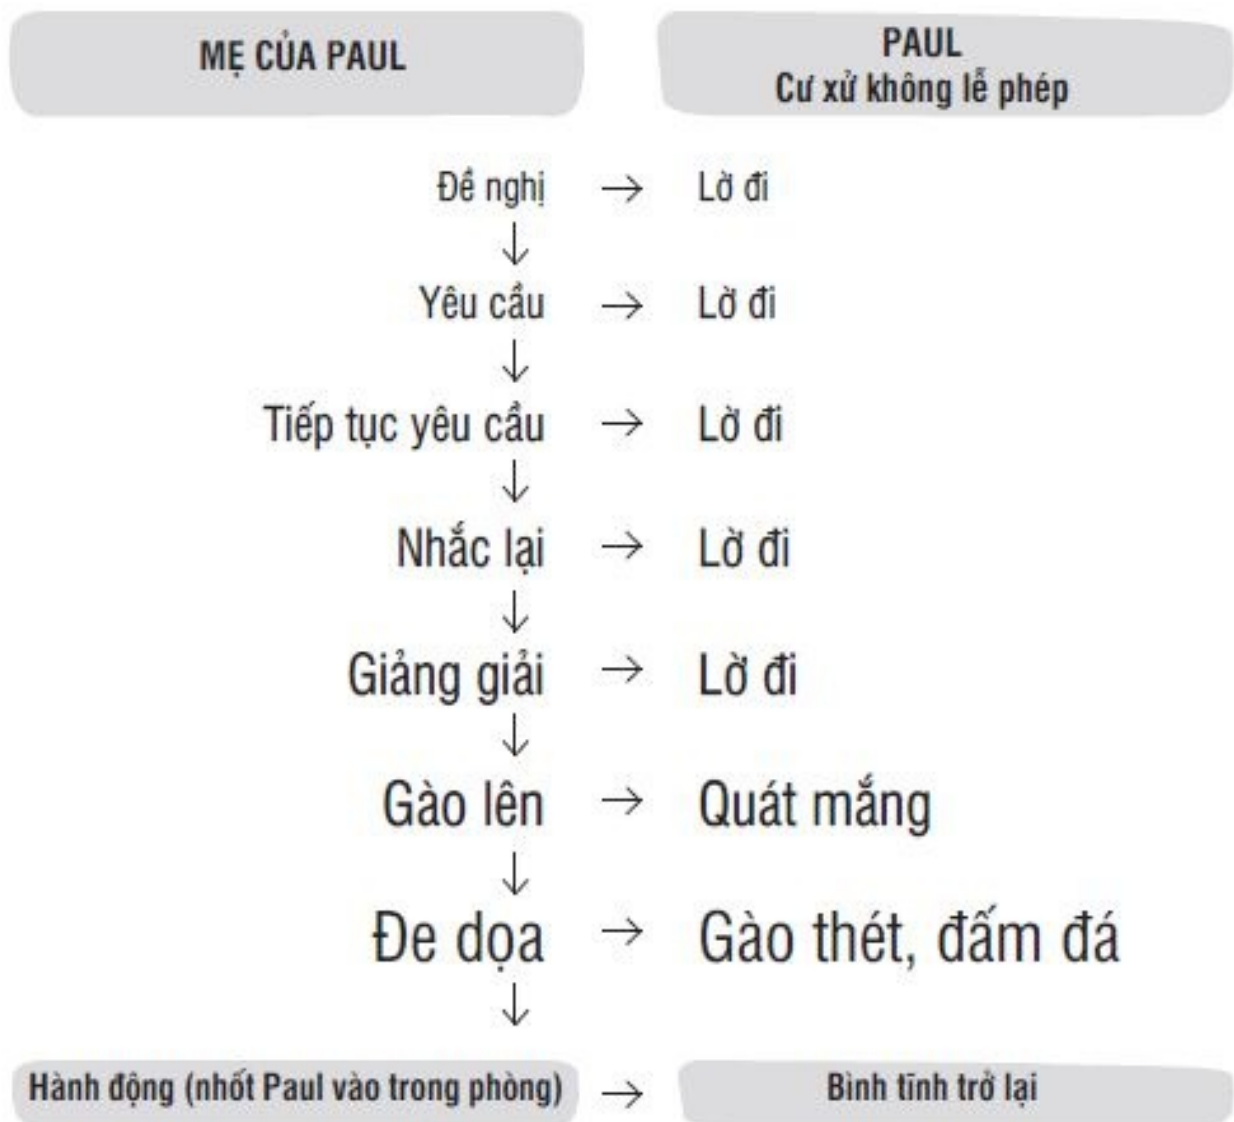 MẸ CỦA PAUL
PAUL
Cư xử không lễ phép
Đề nghị → Lờ đi
↓
Yêu cầu → Lờ đi
↓
Tiếp tục yêu cầu → Lờ đi
↓
Nhắc lại → Lờ đi
↓
Giảng giải → Lờ đi
↓
Gào lên → Quát mắng
↓
Đe dọa → Gào thét, đấm đá
↓
Hành động (nhốt Paul vào trong phòng) → Bình tĩnh trở lại